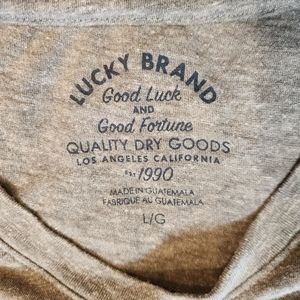 LUCKY BRAND
Good Luck
AND
Good Fortune
QUALITY DRY GOODS
LOS ANGELES CALIFORNIA
EST 1990
MADE IN GUATEMALA
FABRIQUE AU GUATEMALA
L/G